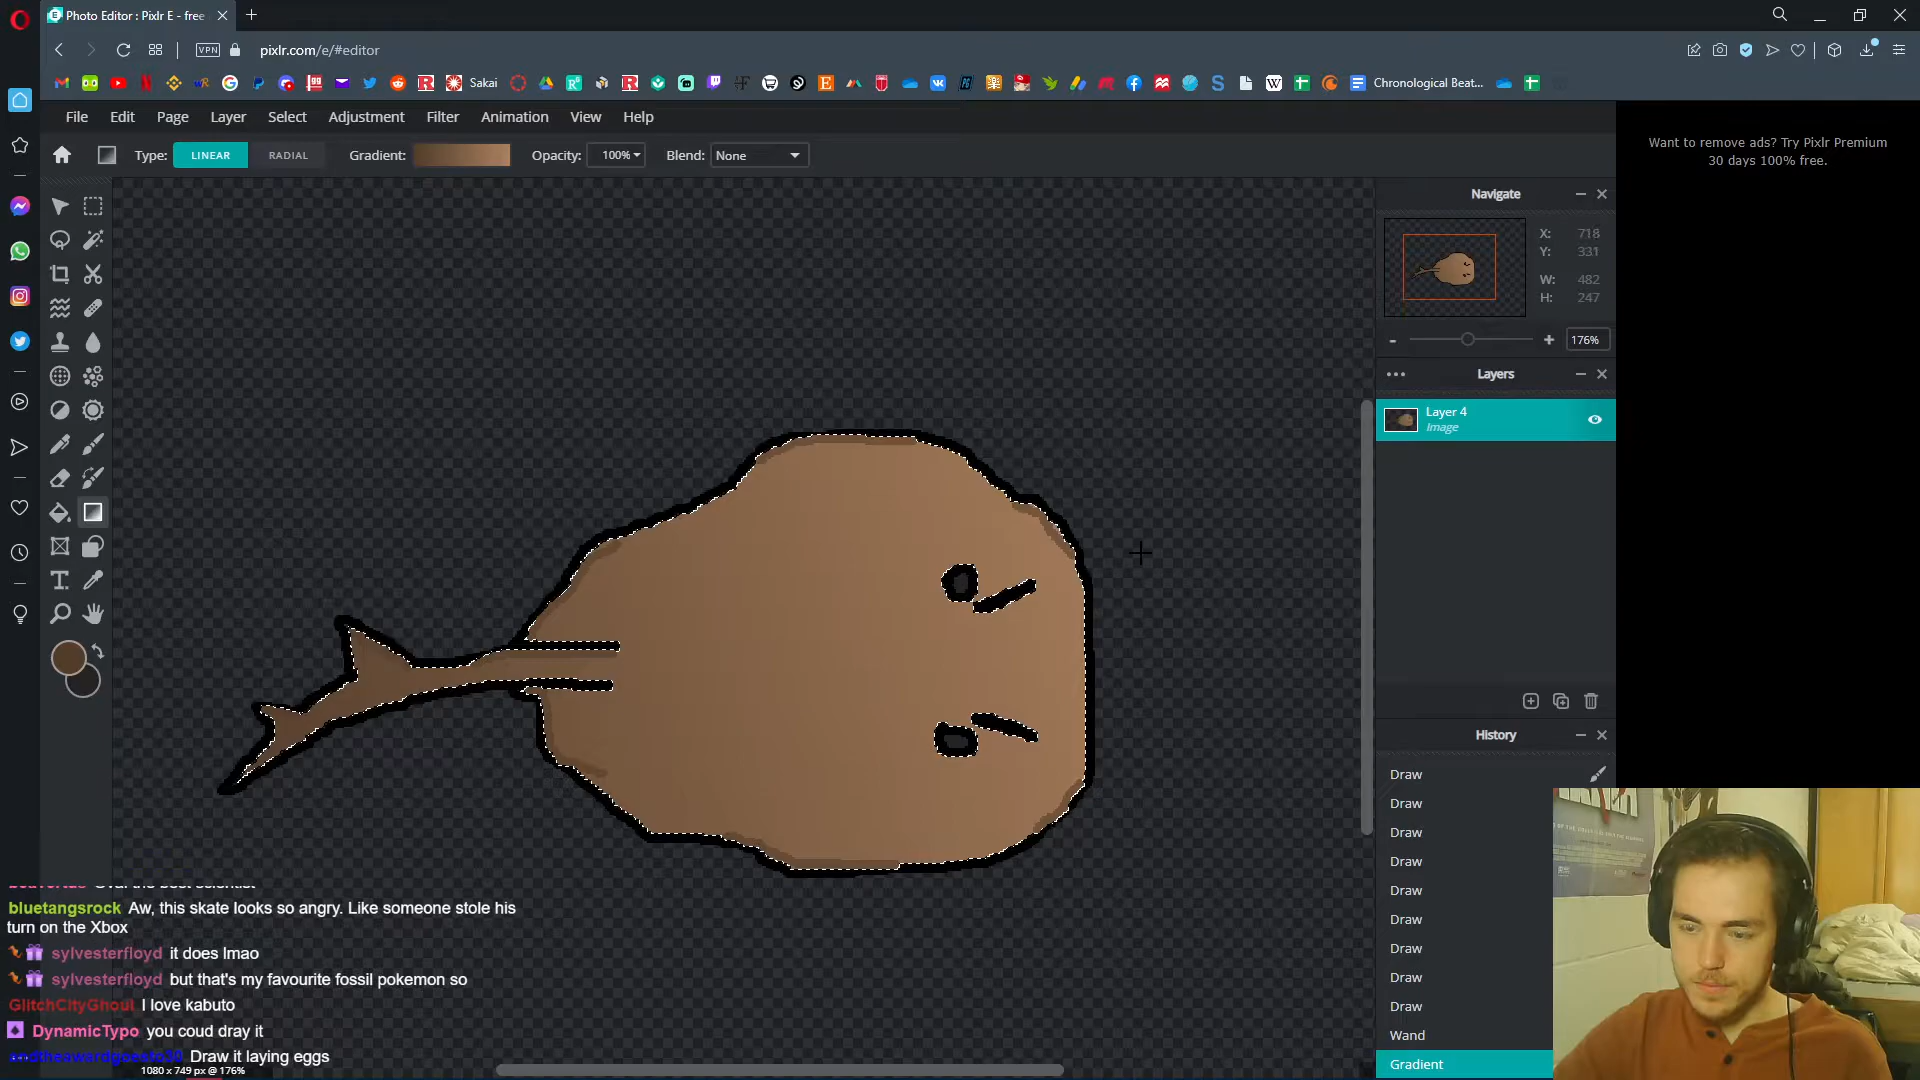 Photo Editor : Pixlr E - free
VPN
pixlr.com/e/#editor
Sakai
Chronological Beat...
File Edit Page Layer Select Adjustment Filter Animation View Help
Type: LINEAR RADIAL Gradient: Opacity: 100% Blend: None
Want to remove ads? Try Pixlr Premium
30 days 100% free.
Navigate
X: 718
Y: 331
W: 482
H: 247
176%
Layers
Layer 4
Image
History
Draw
Draw
Draw
Draw
Draw
Draw
Draw
Draw
Draw
Wand
Gradient
bluetangsrock Aw, this skate looks so angry. Like someone stole his
turn on the Xbox
sylvesterfloyd it does lmao
sylvesterfloyd but that's my favourite fossil pokemon so
GlitchCityGhoul I love kabuto
DynamicTypo you coud dray it
andtheawardgoesto30 Draw it laying eggs
1080 x 749 px @ 176%